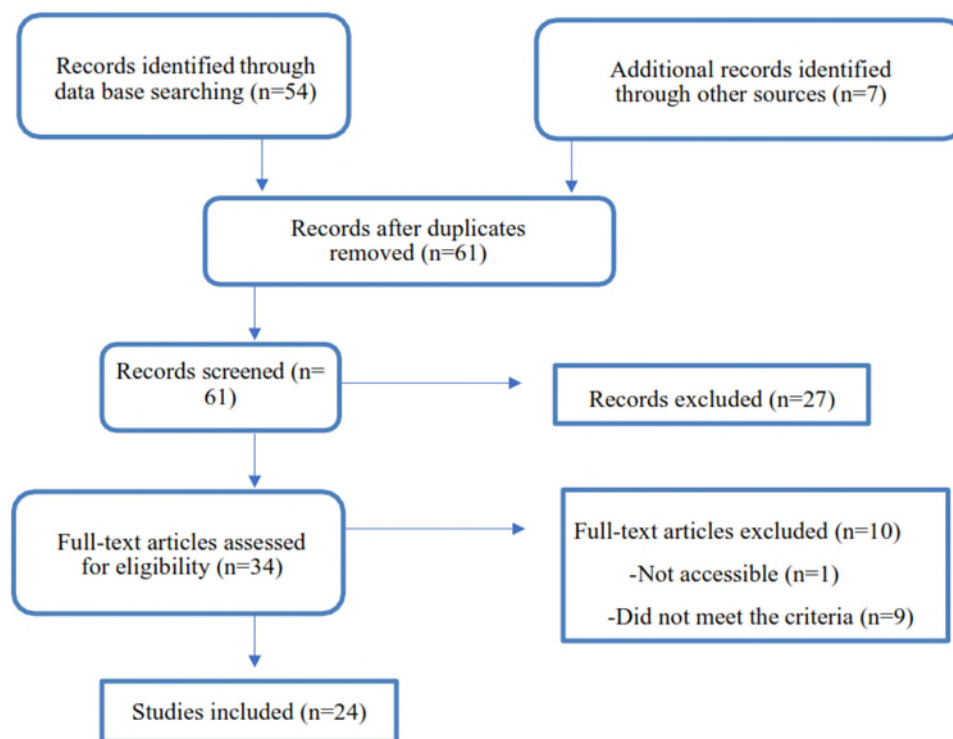 Records identified through
data base searching (n=54)
Additional records identified
through other sources (n=7)
Records after duplicates
removed (n=61)
Records screened (n=
61)
Records excluded (n=27)
Full-text articles assessed
for eligibility (n=34)
Full-text articles excluded (n=10)
-Not accessible (n=1)
-Did not meet the criteria (n=9)
Studies included (n=24)